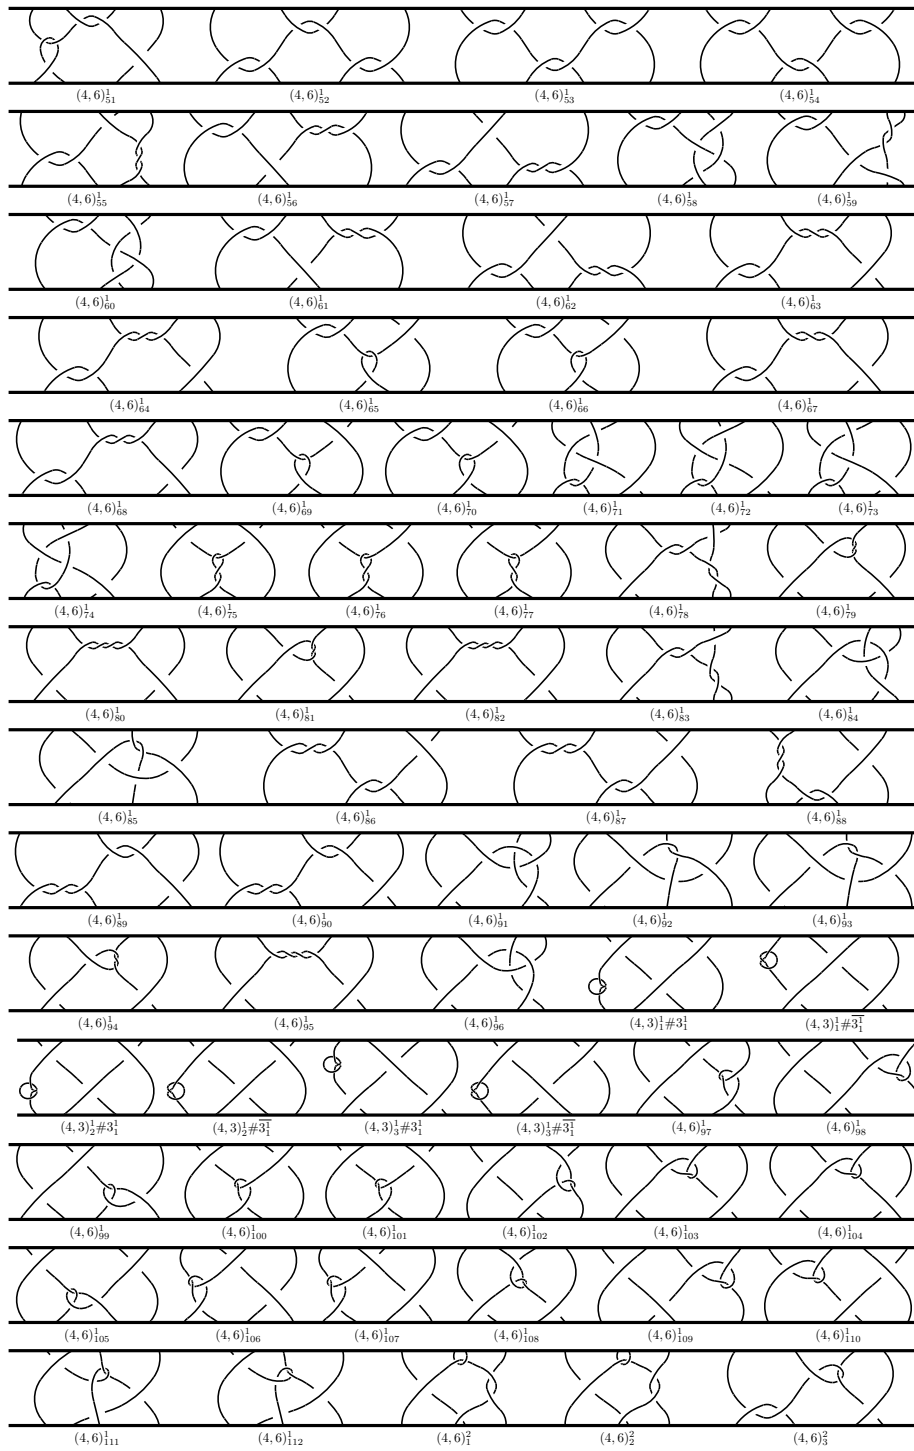 (4,6)^1_{51} (4,6)^1_{52} (4,6)^1_{53} (4,6)^1_{54}
(4,6)^1_{55} (4,6)^1_{56} (4,6)^1_{57} (4,6)^1_{58} (4,6)^1_{59}
(4,6)^1_{60} (4,6)^1_{61} (4,6)^1_{62} (4,6)^1_{63}
(4,6)^1_{64} (4,6)^1_{65} (4,6)^1_{66} (4,6)^1_{67}
(4,6)^1_{68} (4,6)^1_{69} (4,6)^1_{70} (4,6)^1_{71} (4,6)^1_{72} (4,6)^1_{73}
(4,6)^1_{74} (4,6)^1_{75} (4,6)^1_{76} (4,6)^1_{77} (4,6)^1_{78} (4,6)^1_{79}
(4,6)^1_{80} (4,6)^1_{81} (4,6)^1_{82} (4,6)^1_{83} (4,6)^1_{84}
(4,6)^1_{85} (4,6)^1_{86} (4,6)^1_{87} (4,6)^1_{88}
(4,6)^1_{89} (4,6)^1_{90} (4,6)^1_{91} (4,6)^1_{92} (4,6)^1_{93}
(4,6)^1_{94} (4,6)^1_{95} (4,6)^1_{96} (4,3)^1_1#3^1_1 (4,3)^1_1#\overline{3^1_1}
(4,3)^1_2#3^1_1 (4,3)^1_2#\overline{3^1_1} (4,3)^1_3#3^1_1 (4,3)^1_3#\overline{3^1_1} (4,6)^1_{97} (4,6)^1_{98}
(4,6)^1_{99} (4,6)^1_{100} (4,6)^1_{101} (4,6)^1_{102} (4,6)^1_{103} (4,6)^1_{104}
(4,6)^1_{105} (4,6)^1_{106} (4,6)^1_{107} (4,6)^1_{108} (4,6)^1_{109} (4,6)^1_{110}
(4,6)^1_{111} (4,6)^1_{112} (4,6)^2_1 (4,6)^2_2 (4,6)^2_3